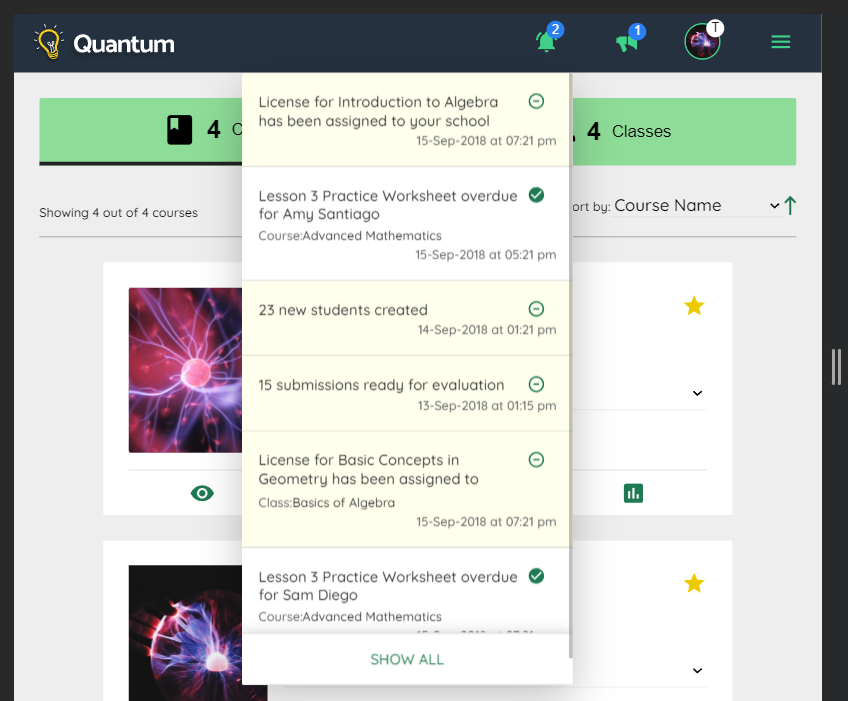 Quantum
2
1
T
4 C
4 Classes
Showing 4 out of 4 courses
ort by: Course Name
License for Introduction to Algebra
has been assigned to your school
15-Sep-2018 at 07:21 pm
Lesson 3 Practice Worksheet overdue
for Amy Santiago
Course:Advanced Mathematics
15-Sep-2018 at 05:21 pm
23 new students created
14-Sep-2018 at 01:21 pm
15 submissions ready for evaluation
13-Sep-2018 at 01:15 pm
License for Basic Concepts in
Geometry has been assigned to
Class:Basics of Algebra
15-Sep-2018 at 07:21 pm
Lesson 3 Practice Worksheet overdue
for Sam Diego
Course:Advanced Mathematics
SHOW ALL